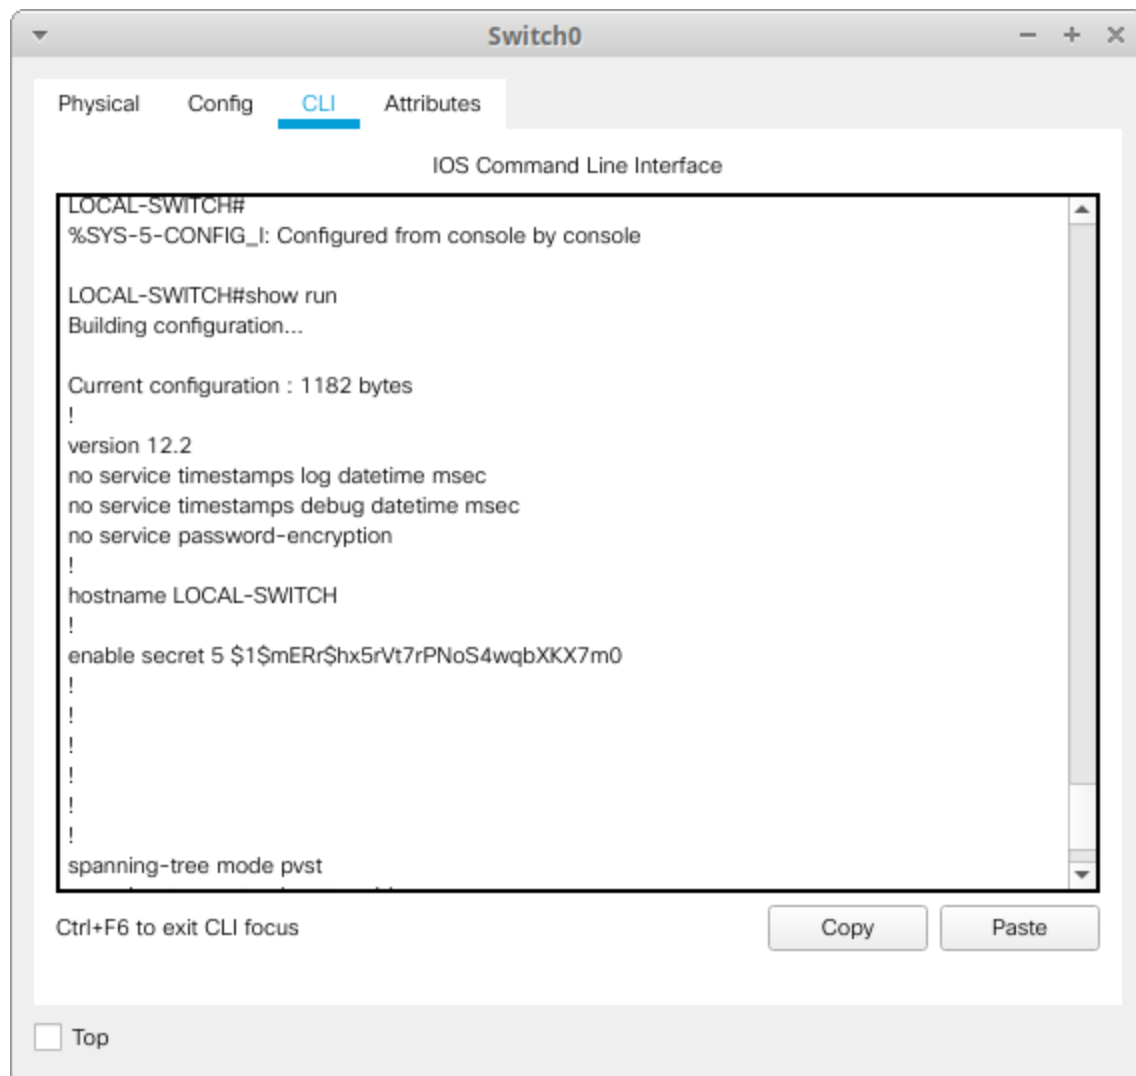 Switch0
Physical Config CLI Attributes
IOS Command Line Interface
LOCAL-SWITCH#
%SYS-5-CONFIG_I: Configured from console by console
LOCAL-SWITCH#show run
Building configuration...
Current configuration : 1182 bytes
!
version 12.2
no service timestamps log datetime msec
no service timestamps debug datetime msec
no service password-encryption
!
hostname LOCAL-SWITCH
!
enable secret 5 $1$mERr$hx5rVt7rPNoS4wqbXKX7m0
!
!
!
!
!
!
spanning-tree mode pvst
Ctrl+F6 to exit CLI focus
Copy Paste
Top